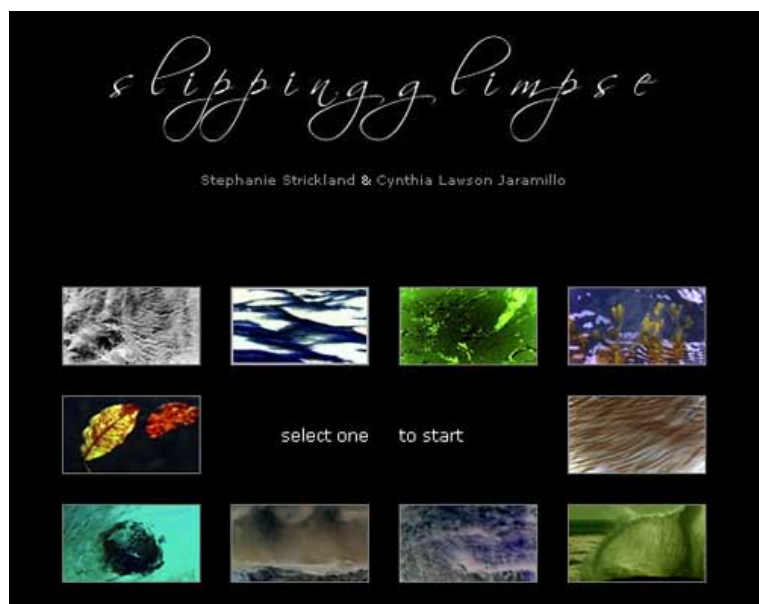 slippingglimpse
Stephanie Strickland & Cynthia Lawson Jaramillo
select one to start